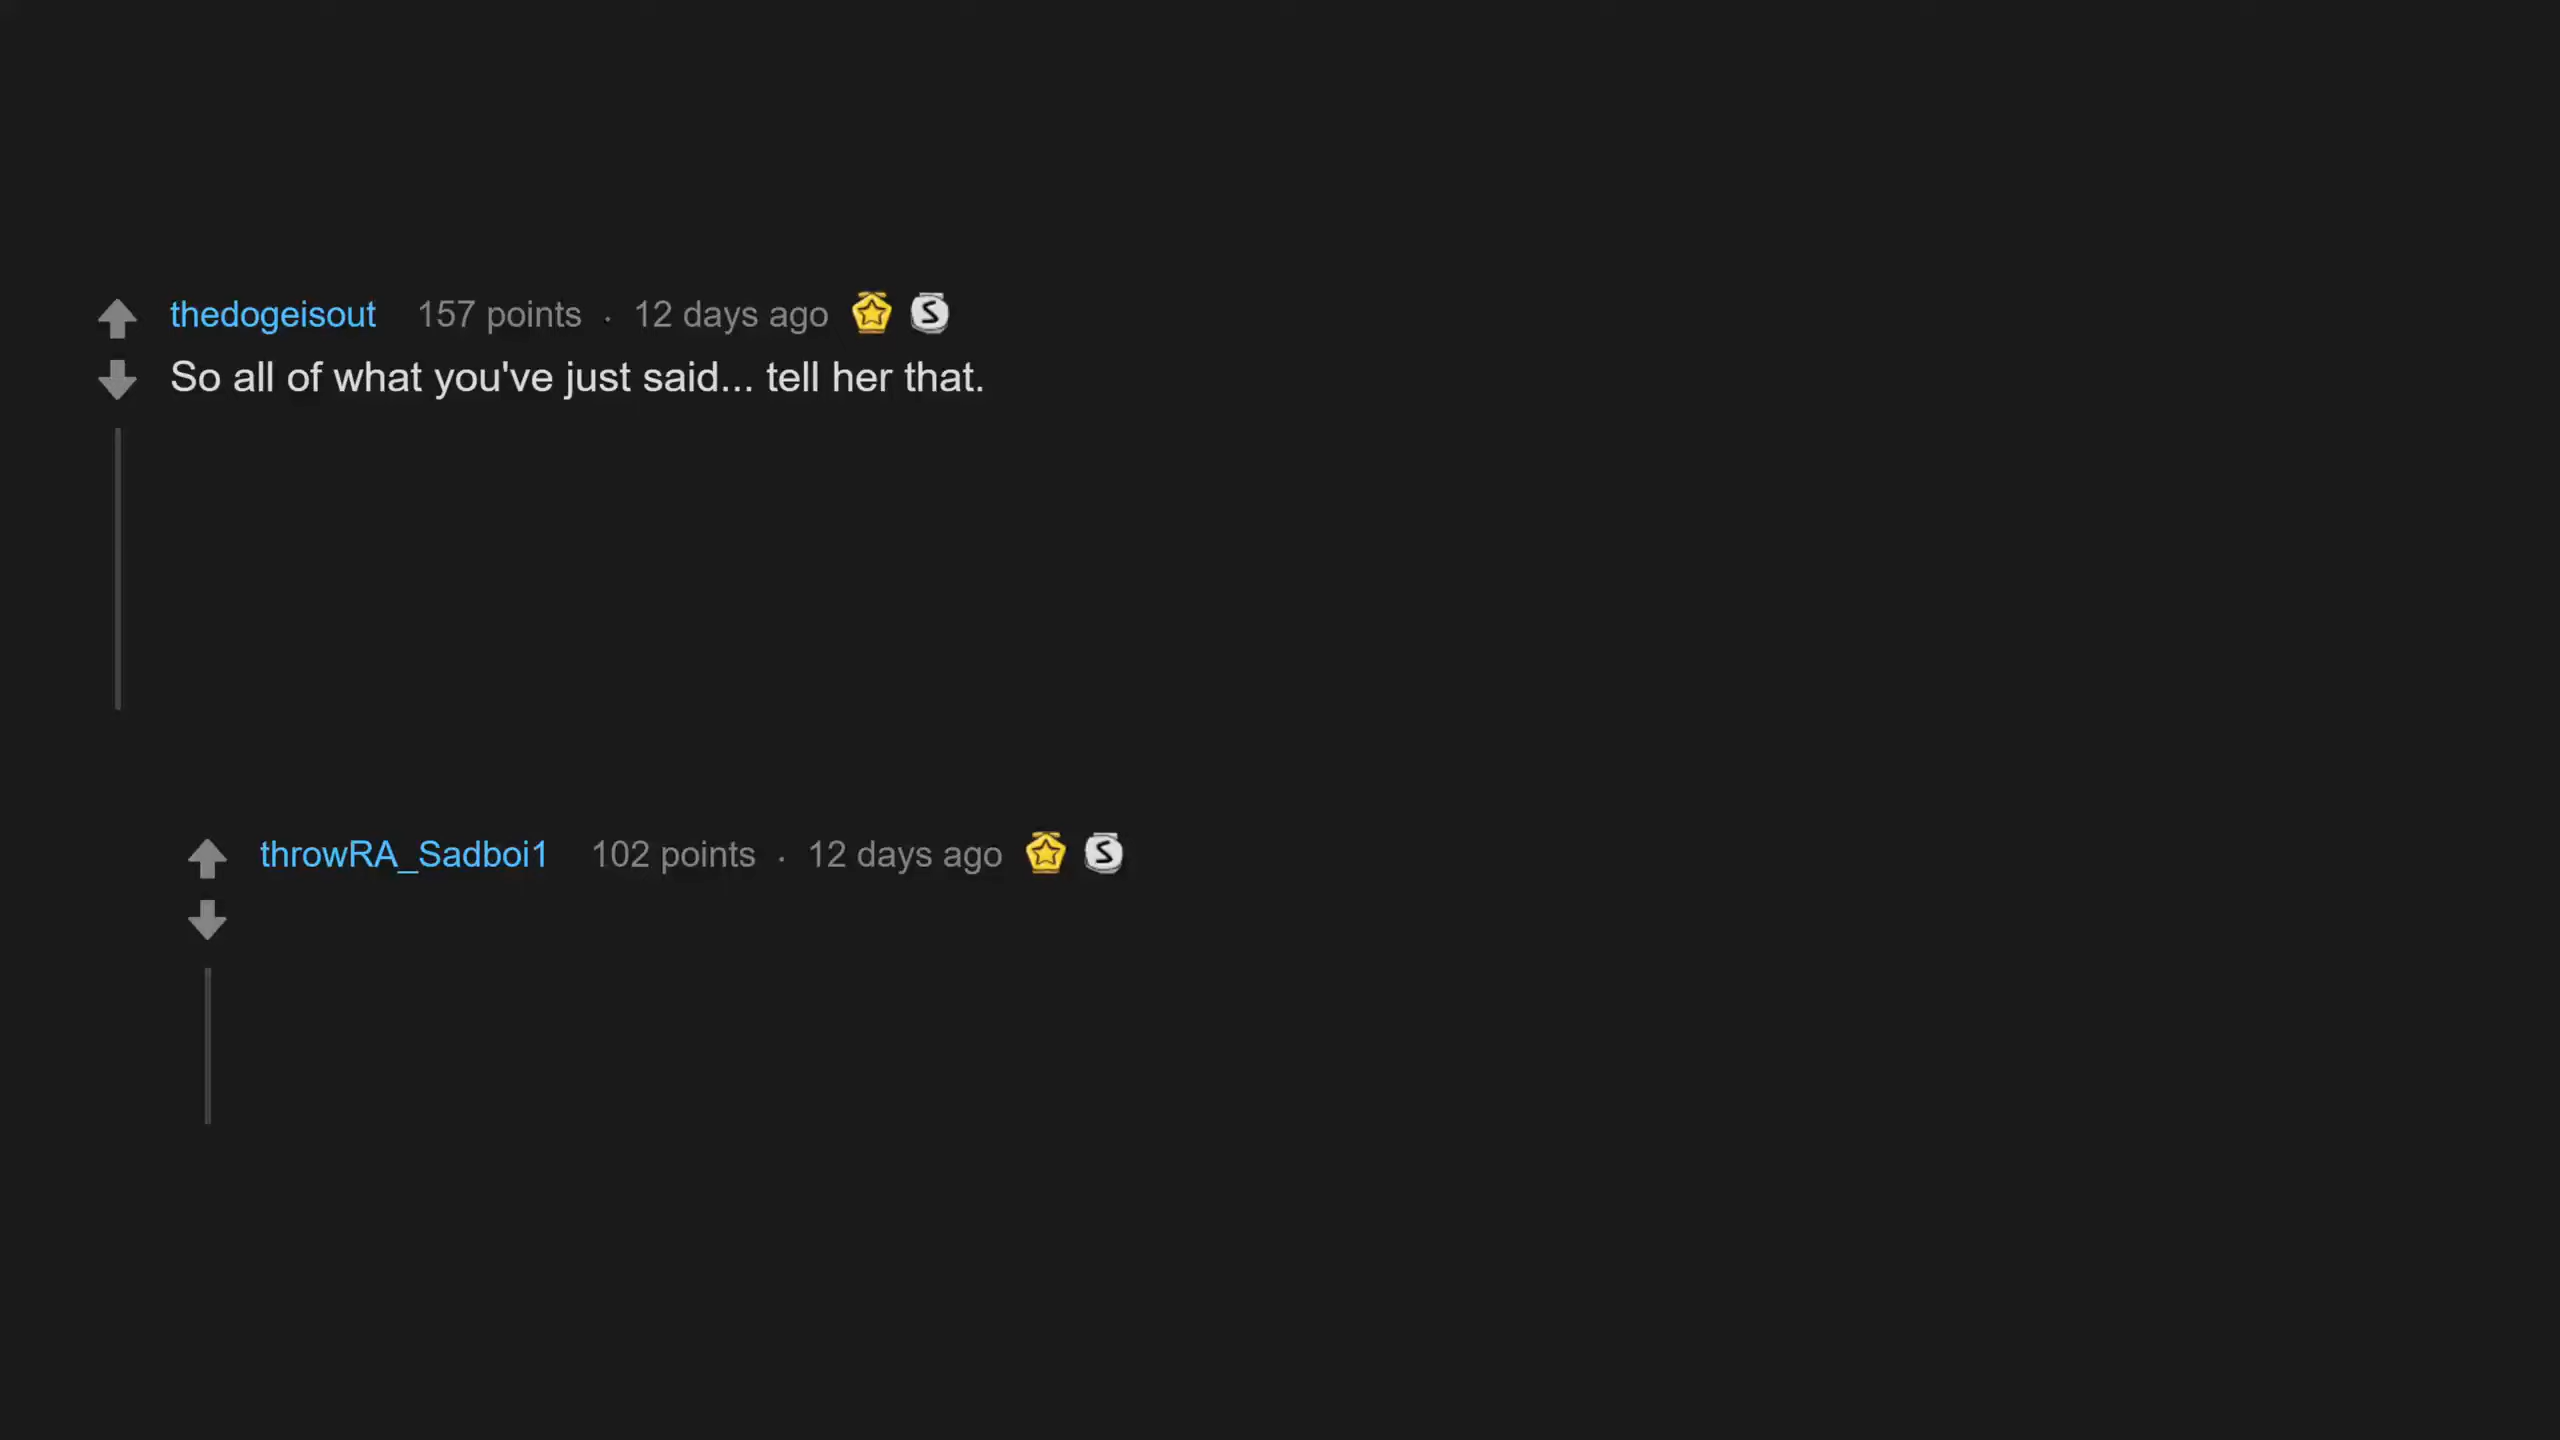 thedogeisout 157 points · 12 days ago S
So all of what you've just said... tell her that.
throwRA_Sadboi1 102 points · 12 days ago S